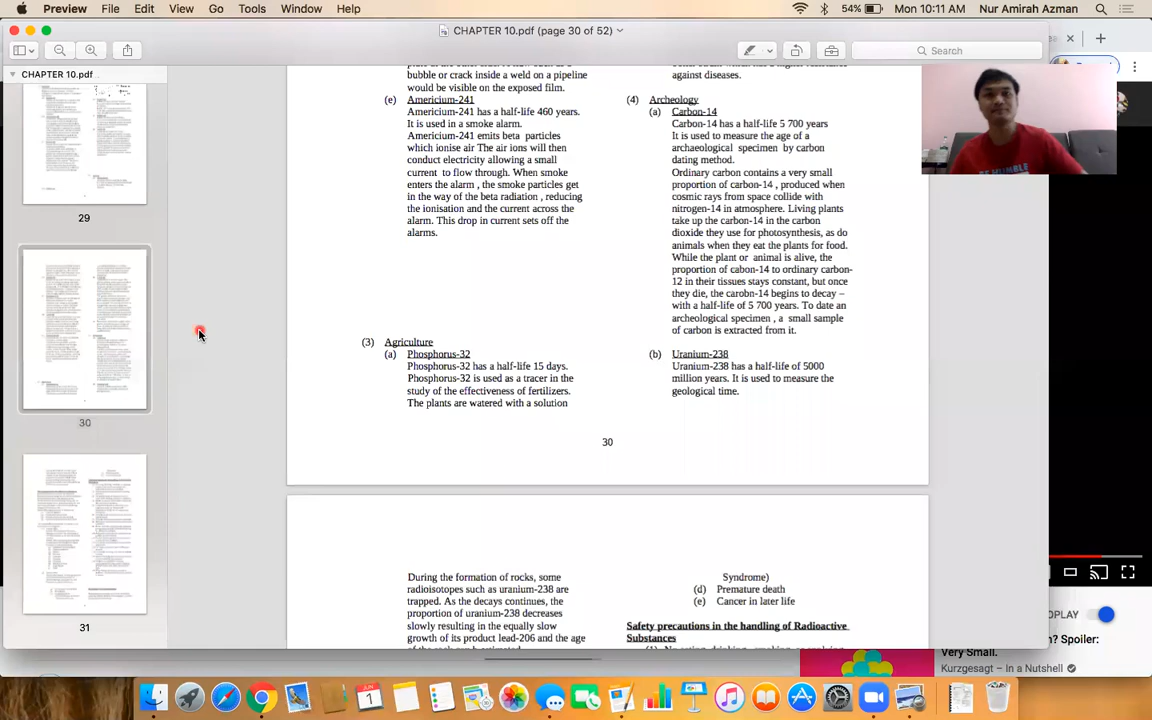 Preview File Edit View Go Tools Window Help
54% Mon 10:11 AM Nur Amirah Azman
CHAPTER 10.pdf (page 30 of 52)
Search
CHAPTER 10.pdf
29
30
31
bubble or crack inside a weld on a pipeline
would be visible on the exposed film.
(e) Americium-241
Americium-241 has a half-life 460 years.
It is used in a smoke alarm.
Americium-241 emits beta particles
which ionise air The air ions will then
conduct electricity allowing a small
current to flow through. When smoke
enters the alarm , the smoke particles get
in the way of the beta radiation , reducing
the ionisation and the current across the
alarm. This drop in current sets off the
alarms.
(3) Agriculture
(a) Phosphorus-32
Phosphorus-32 has a half-life 15 days.
Phosphorus-32 is used as a tracer in the
study of the effectiveness of fertilizers.
The plants are watered with a solution
against diseases.
(4) Archeology
(a) Carbon-14
Carbon-14 has a half-life 5 700 years
It is used to measure the age of a
archaeological specimen by carbon
dating method.
Ordinary carbon contains a very small
proportion of carbon-14 , produced when
cosmic rays from space collide with
nitrogen-14 in atmosphere. Living plants
take up the carbon-14 in the carbon
dioxide they use for photosynthesis, as do
animals when they eat the plants for food.
While the plant or animal is alive, the
proportion of cabon-14 to ordinary carbon-
12 in their tissues stays constant, but once
they die, the carobn-14 begins to decay –
with a half-life of 5 700 years. To date an
archeological specimen , a small sample
of carbon is extracted from it.
(b) Uranium-238
Uranium-238 has a half-life of 5000
million years. It is used to measure the
geological time.
30
During the formation of rocks, some
radioisotopes such as uranium-238 are
trapped. As the decays continues, the
proportion of uranium-238 decreases
slowly resulting in the equally slow
growth of its product lead-206 and the age
Syndrome)
(d) Premature death
(e) Cancer in later life
Safety precautions in the handling of Radioactive
Substances
? Spoiler:
Very Small.
Kurzgesagt – In a Nutshell